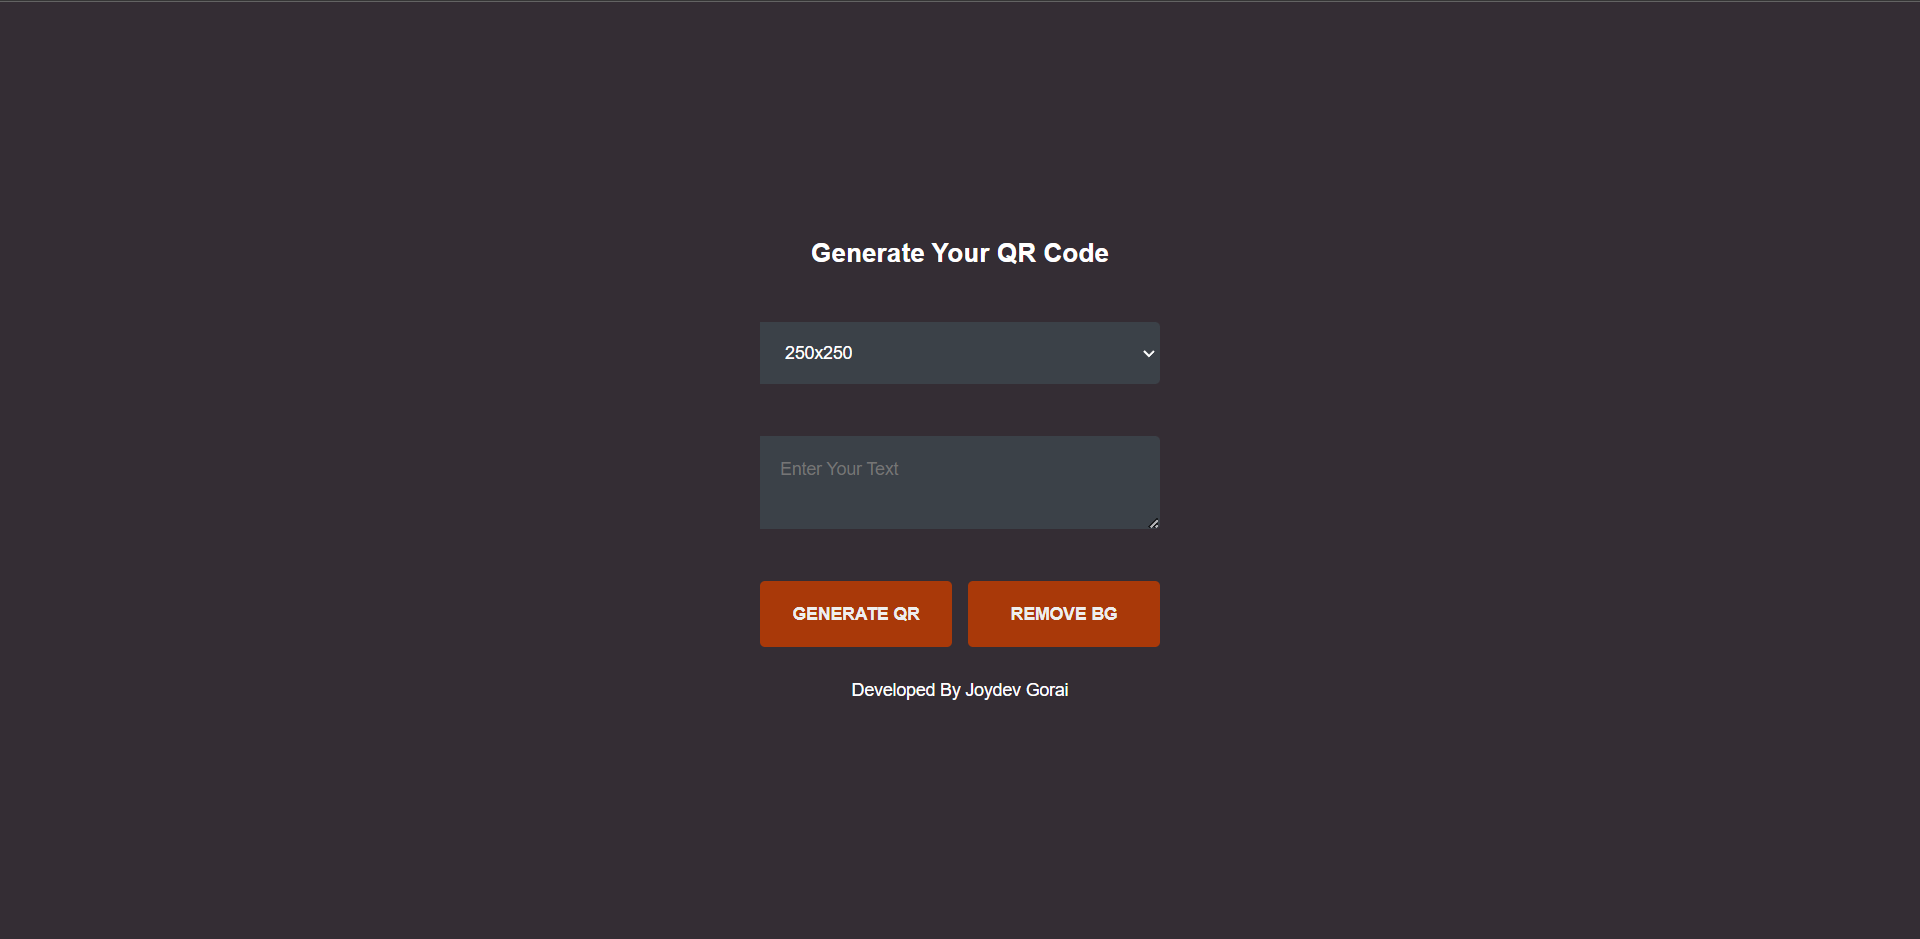 Generate Your QR Code
250x250
Enter Your Text
GENERATE QR
REMOVE BG
Developed By Joydev Gorai